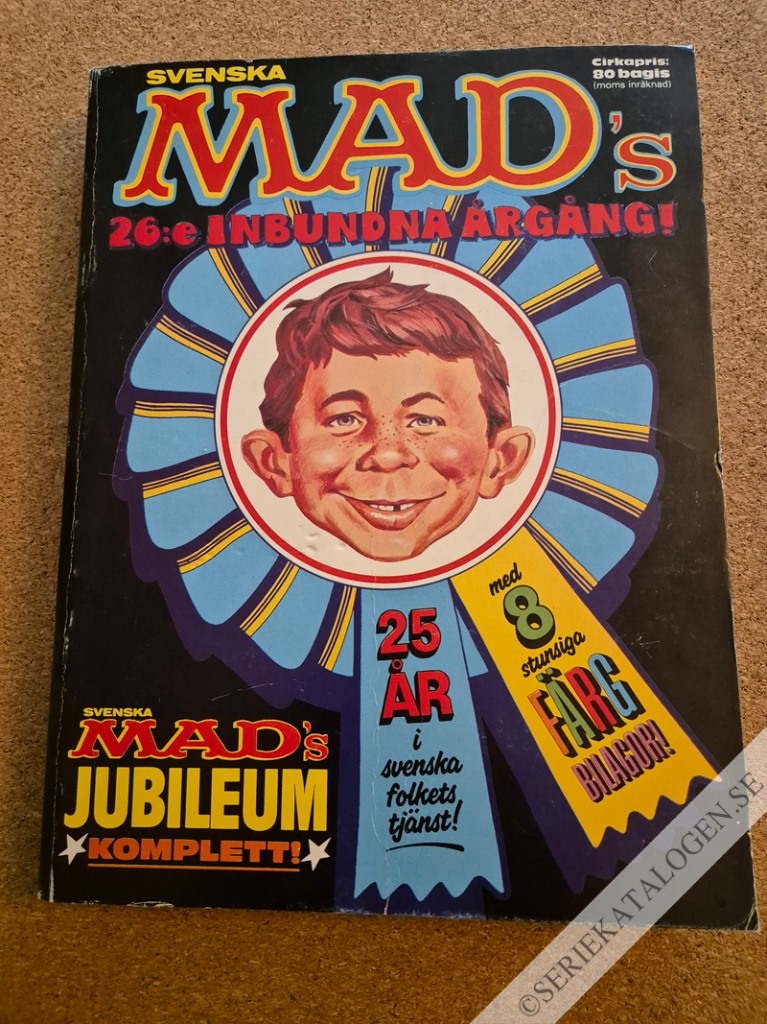 SVENSKA
MAD's
Cirkapris:
80 bagis
(moms inräknad)
26:e INBUNDNA ÅRGÅNG!
med
8
stunsiga
FÄRG
BILAGOR!
25
ÅR
i
svenska
folkets
tjänst!
SVENSKA
MAD's
JUBILEUM
KOMPLETT!
©SERIEKATALOGEN.SE